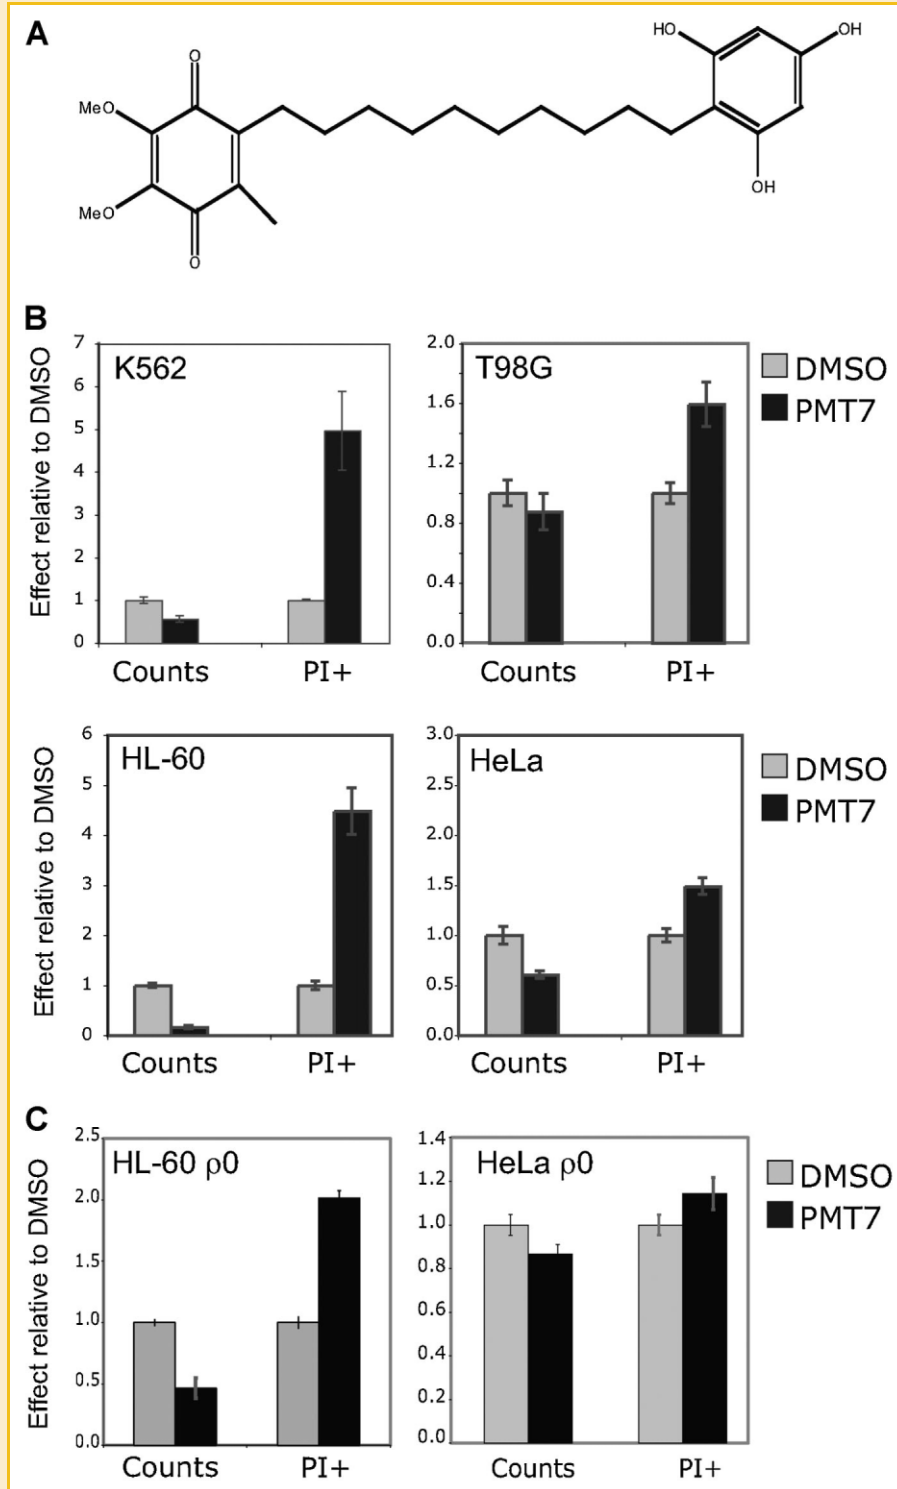 A
O
HO
OH
MeO
MeO
OH
O
B
Effect relative to DMSO
7
6
5
4
3
2
1
0
K562
Counts
PI+
2.0
1.6
1.2
0.8
0.4
0.0
T98G
Counts
PI+
DMSO
PMT7
Effect relative to DMSO
6
5
4
3
2
1
0
HL-60
Counts
PI+
3.0
2.5
2.0
1.5
1.0
0.5
0.0
HeLa
Counts
PI+
DMSO
PMT7
C
Effect relative to DMSO
2.5
2.0
1.5
1.0
0.5
0.0
HL-60 ρ0
Counts
PI+
1.4
1.2
1.0
0.8
0.6
0.4
0.2
0.0
HeLa ρ0
Counts
PI+
DMSO
PMT7